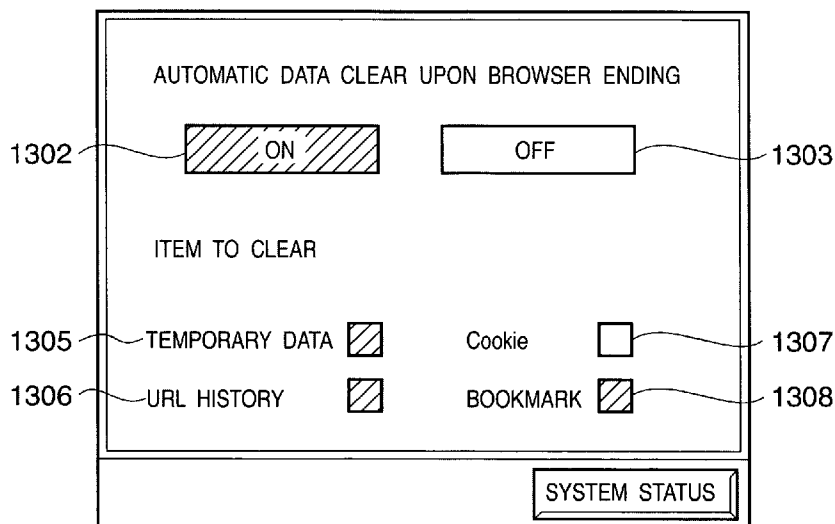 AUTOMATIC DATA CLEAR UPON BROWSER ENDING
1302 ON OFF 1303
ITEM TO CLEAR
1305 TEMPORARY DATA Cookie 1307
1306 URL HISTORY BOOKMARK 1308
SYSTEM STATUS